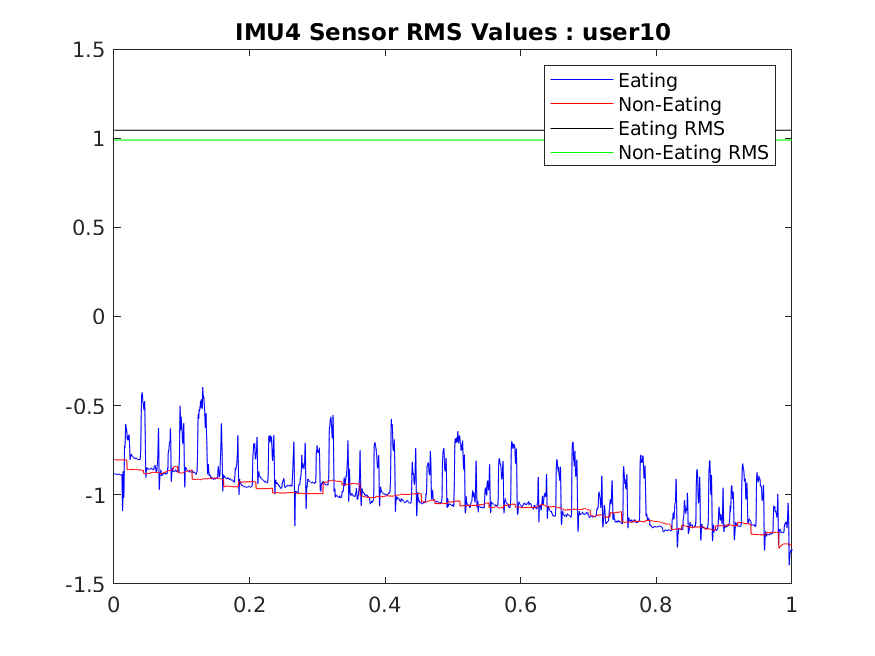 IMU4 Sensor RMS Values : user10
1.5
1
0.5
0
-0.5
-1
-1.5
Eating
Non-Eating
Eating RMS
Non-Eating RMS
0 0.2 0.4 0.6 0.8 1